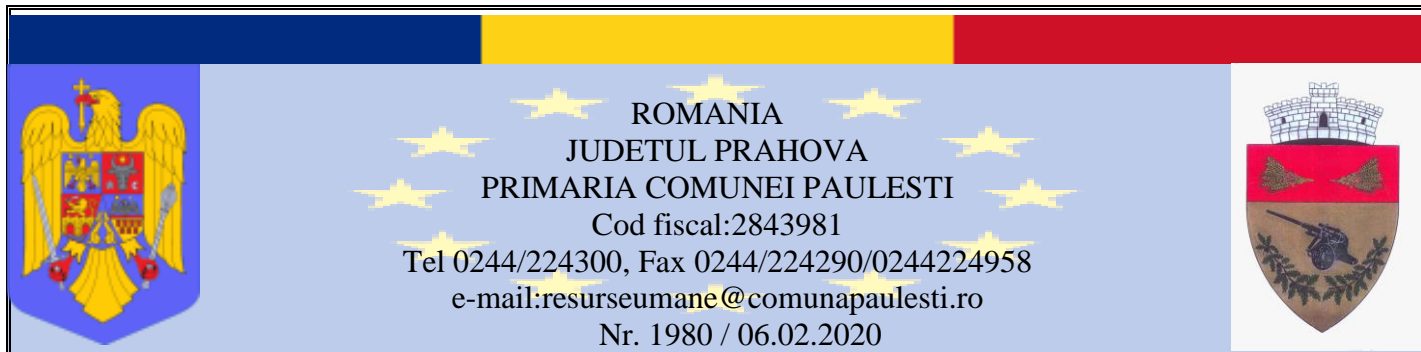 ROMANIA
JUDETUL PRAHOVA
PRIMARIA COMUNEI PAULESTI
Cod fiscal:2843981
Tel 0244/224300, Fax 0244/224290/0244224958
e-mail:resurseumane@comunapaulesti.ro
Nr. 1980 / 06.02.2020